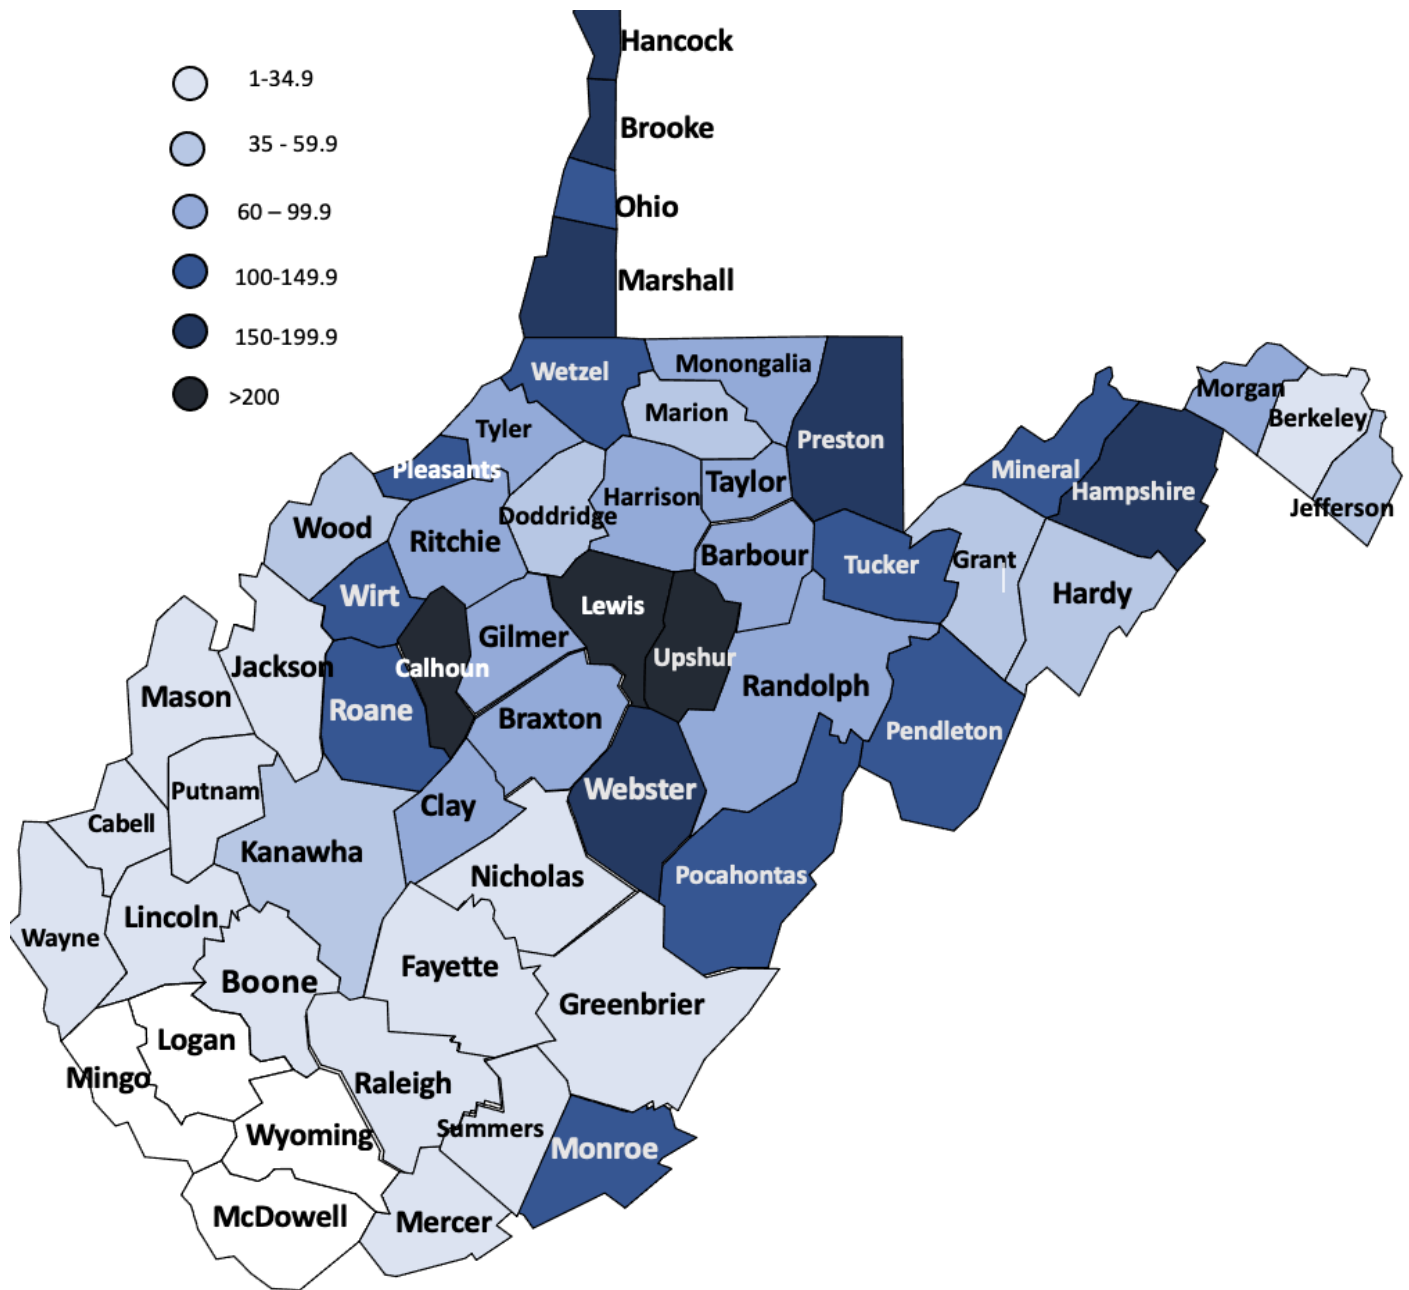 Hancock
1-34.9
Brooke
35 - 59.9
Ohio
60 – 99.9
100-149.9
Marshall
150-199.9
>200
Wetzel
Monongalia
Morgan
Marion
Berkeley
Tyler
Preston
Pleasants
Mineral
Taylor
Hampshire
Harrison
Jefferson
Doddridge
Wood
Ritchie
Barbour
Grant
Tucker
Hardy
Wirt
Lewis
Gilmer
Upshur
Jackson
Calhoun
Randolph
Mason
Roane
Braxton
Pendleton
Putnam
Webster
Clay
Cabell
Kanawha
Nicholas
Pocahontas
Lincoln
Wayne
Fayette
Boone
Greenbrier
Logan
Mingo
Raleigh
Summers
Wyoming
Monroe
McDowell
Mercer